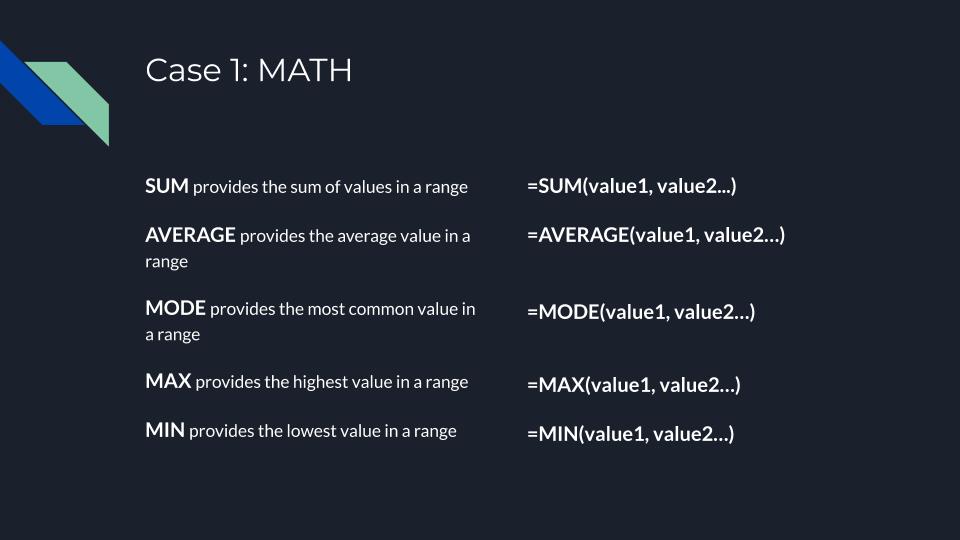 Case 1: MATH
SUM provides the sum of values in a range
=SUM(value1, value2...)
AVERAGE provides the average value in a
range
=AVERAGE(value1, value2…)
MODE provides the most common value in
a range
=MODE(value1, value2…)
MAX provides the highest value in a range
=MAX(value1, value2…)
MIN provides the lowest value in a range
=MIN(value1, value2…)